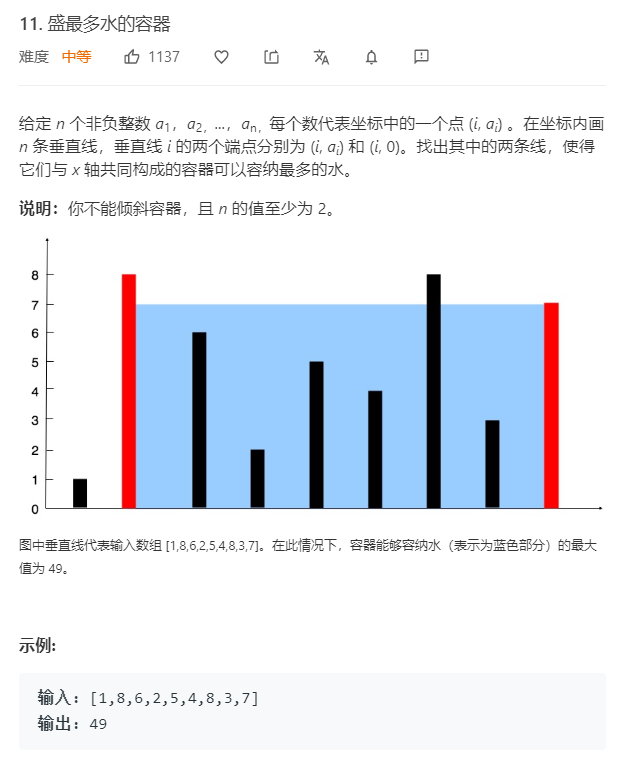 11. 盛最多水的容器
难度 中等 1137
给定 n 个非负整数 a1，a2，...，an，每个数代表坐标中的一个点 (i, ai) 。在坐标内画
n 条垂直线，垂直线 i 的两个端点分别为 (i, ai) 和 (i, 0)。找出其中的两条线，使得
它们与 x 轴共同构成的容器可以容纳最多的水。
说明：你不能倾斜容器，且 n 的值至少为 2。
8
7
6
5
4
3
2
1
0
图中垂直线代表输入数组 [1,8,6,2,5,4,8,3,7]。在此情况下，容器能够容纳水（表示为蓝色部分）的最大
值为 49。
示例:
输入：[1,8,6,2,5,4,8,3,7]
输出：49